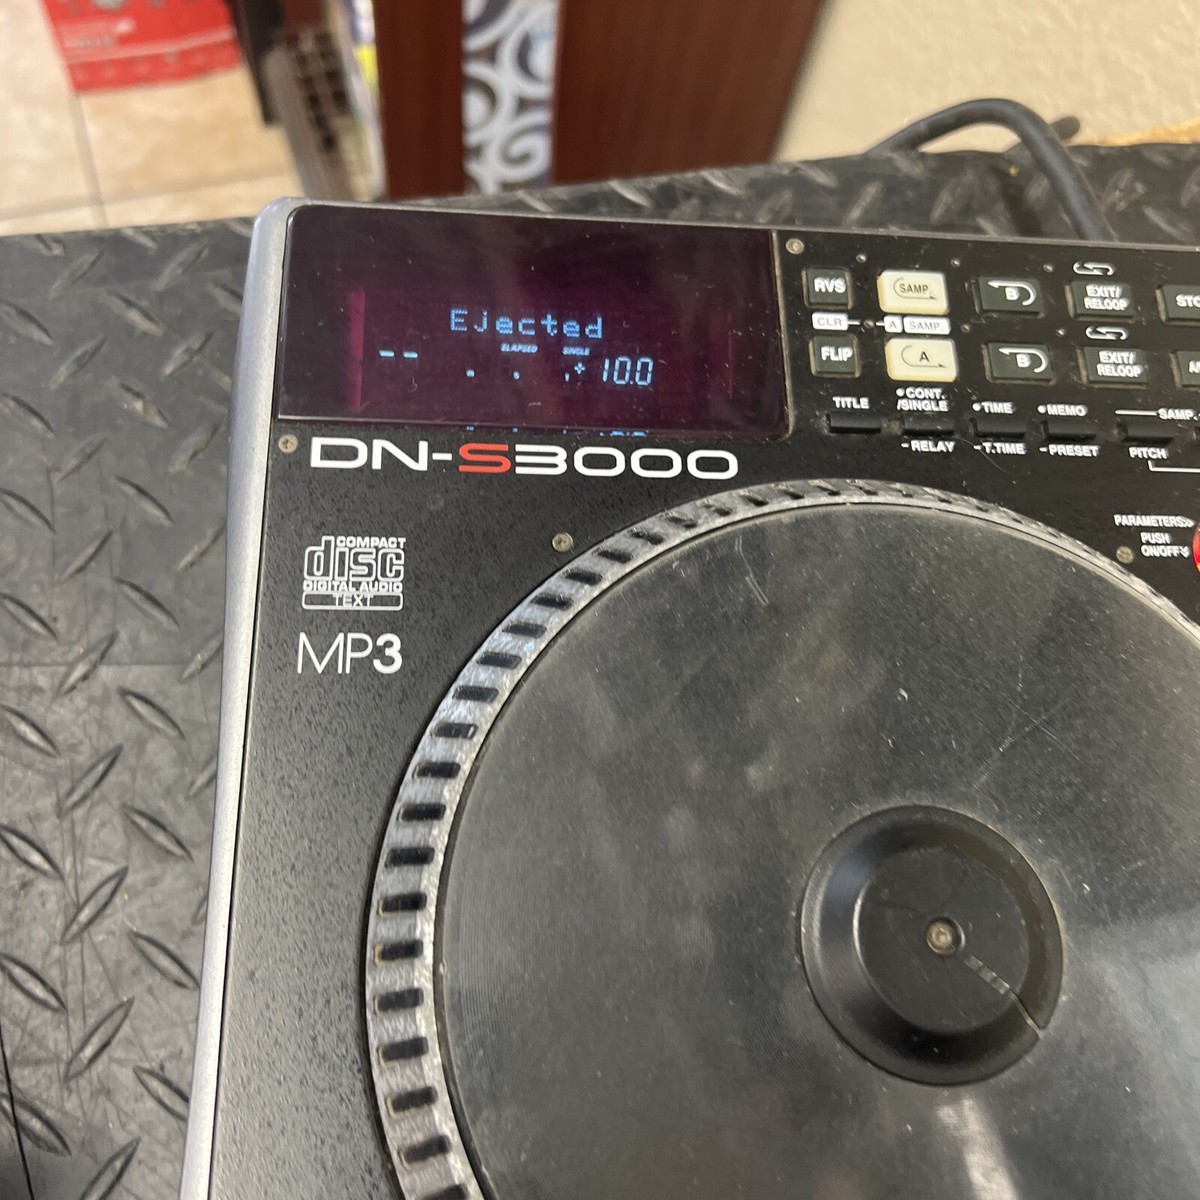 EJected
ELAPSED SINGLE
-- . . .+ 10.0
DN-S3000
COMPACT
disc
DIGITAL AUDIO
TEXT
MP3
RVS
SAMP.
B
EXIT/
RELOOP
CLR
A SAMP.
FLIP
A
B
EXIT/
RELOOP
TITLE
CONT.
/SINGLE
TIME
MEMO
SAMP.
- RELAY
- T.TIME
- PRESET
PITCH
PARAMETERS
PUSH
ON/OFF